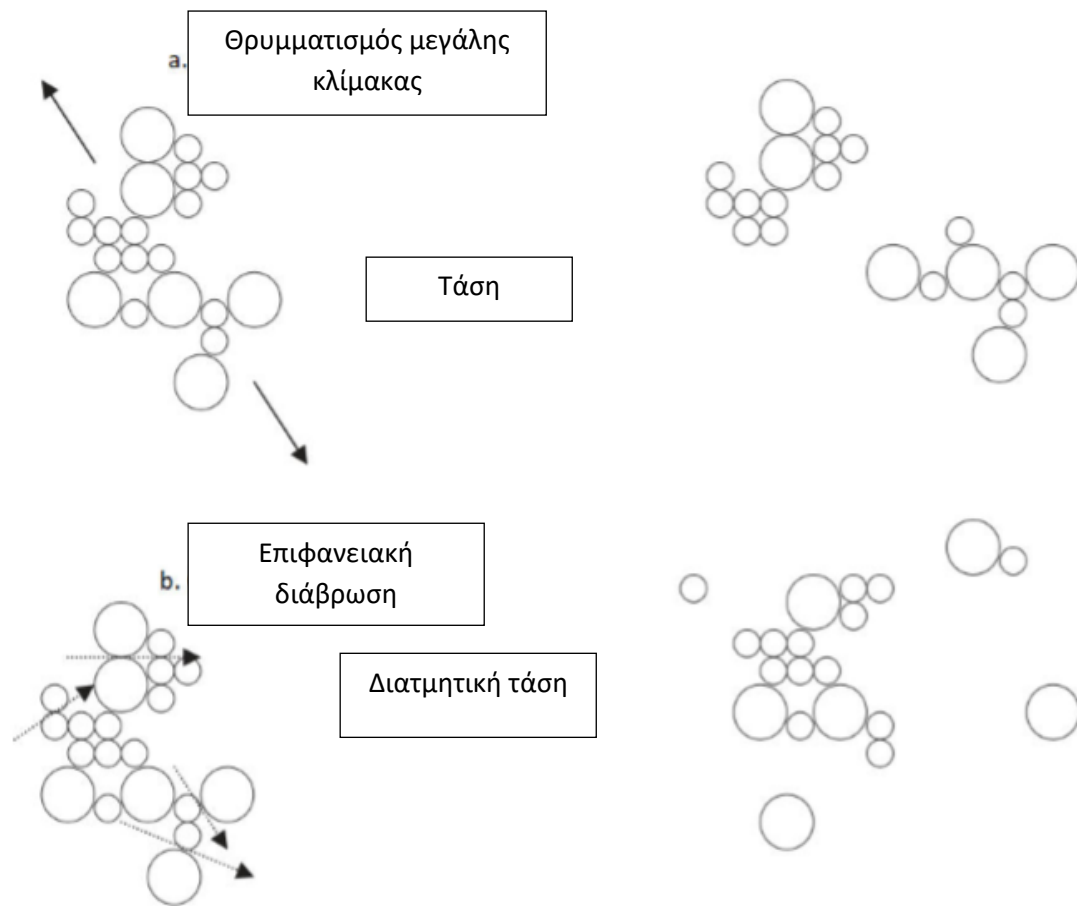 a.
Θρυμματισμός μεγάλης
κλίμακας
Τάση
b.
Επιφανειακή
διάβρωση
Διατμητική τάση